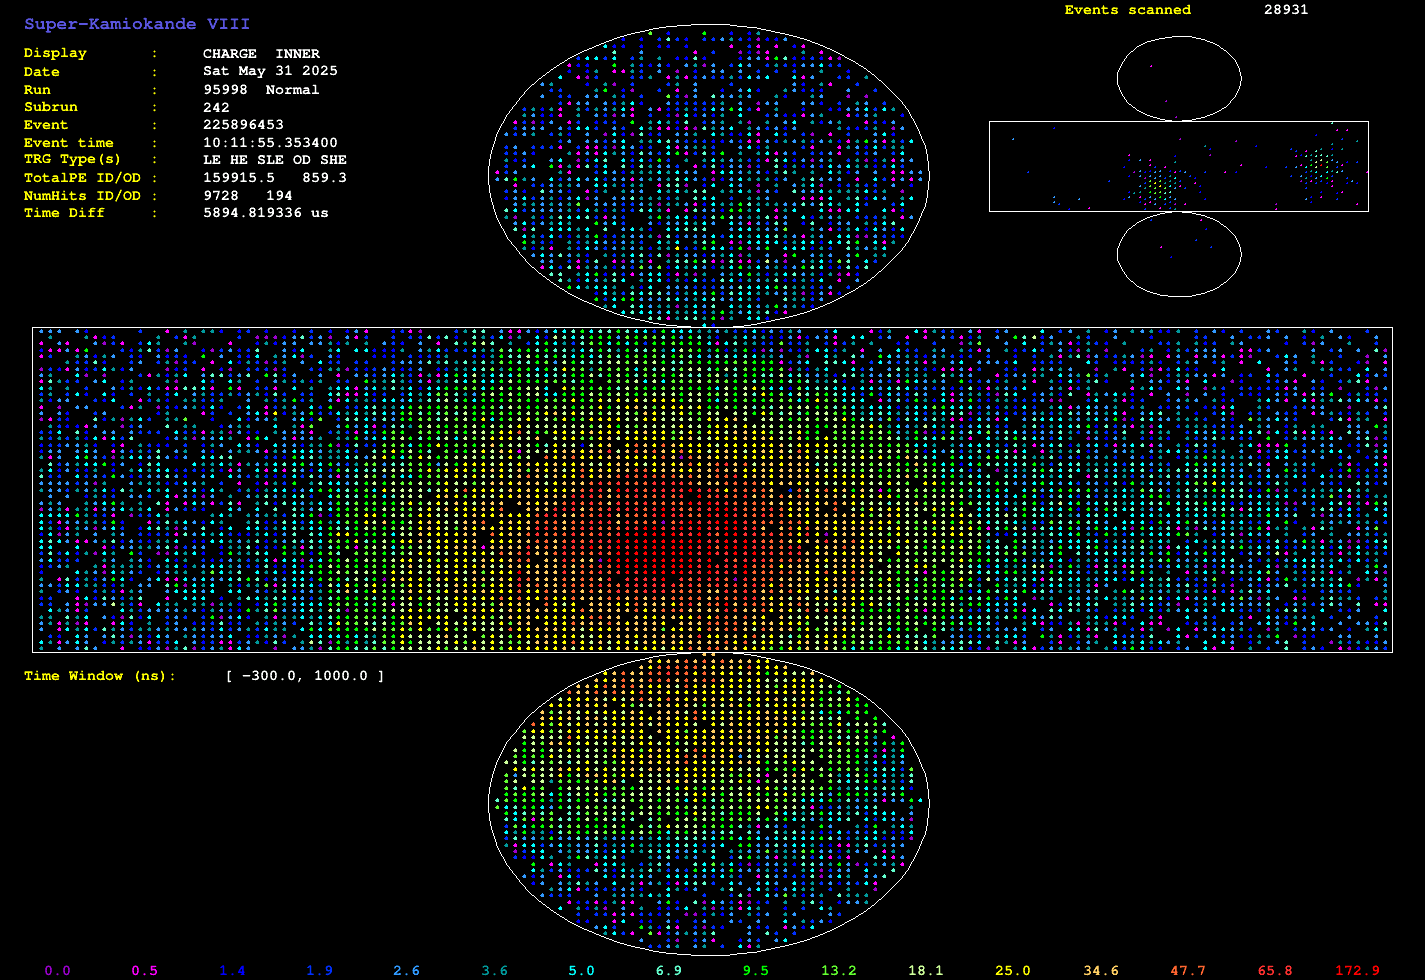 Super-Kamiokande VIII
Events scanned 28931
Display : CHARGE INNER
Date : Sat May 31 2025
Run : 95998 Normal
Subrun : 242
Event : 225896453
Event time : 10:11:55.353400
TRG Type(s) : LE HE SLE OD SHE
TotalPE ID/OD : 159915.5 859.3
NumHits ID/OD : 9728 194
Time Diff : 5894.819336 us
Time Window (ns): [ -300.0, 1000.0 ]
0.0 0.5 1.4 1.9 2.6 3.6 5.0 6.9 9.5 13.2 18.1 25.0 34.6 47.7 65.8 172.9